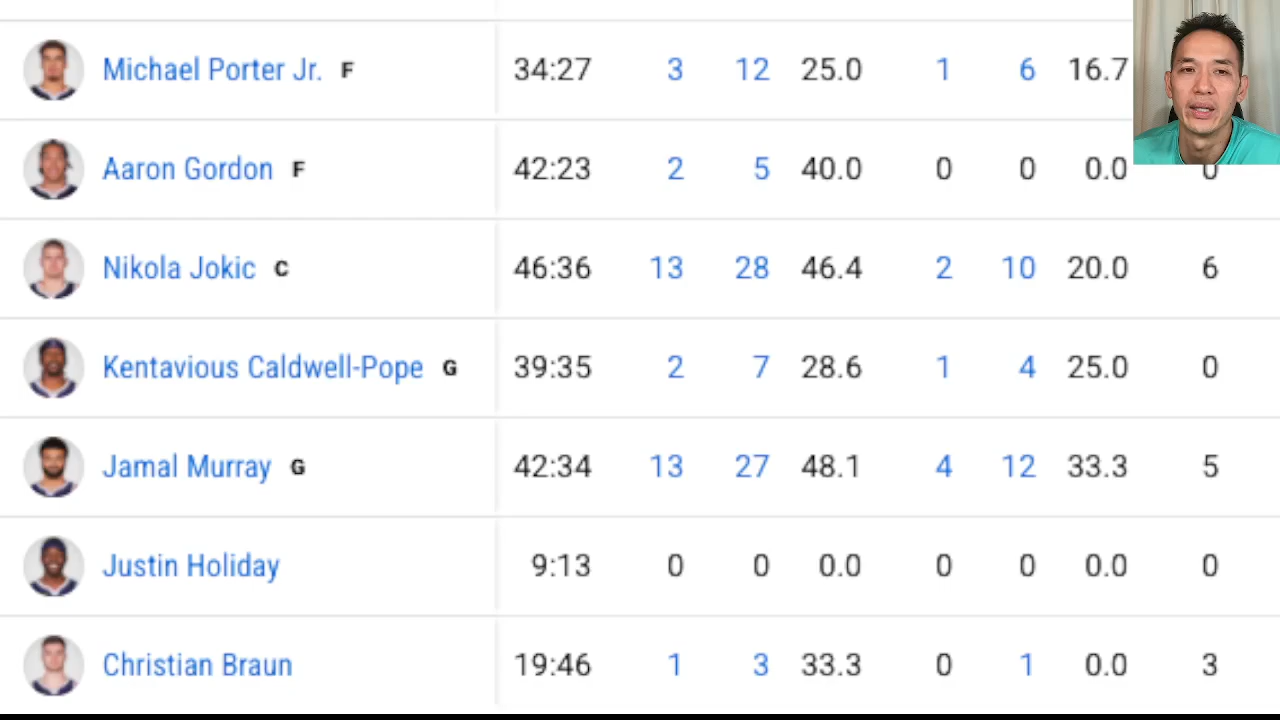 Michael Porter Jr. F 34:27 3 12 25.0 1 6 16.7
Aaron Gordon F 42:23 2 5 40.0 0 0 0.0 0
Nikola Jokic C 46:36 13 28 46.4 2 10 20.0 6
Kentavious Caldwell-Pope G 39:35 2 7 28.6 1 4 25.0 0
Jamal Murray G 42:34 13 27 48.1 4 12 33.3 5
Justin Holiday 9:13 0 0 0.0 0 0 0.0 0
Christian Braun 19:46 1 3 33.3 0 1 0.0 3